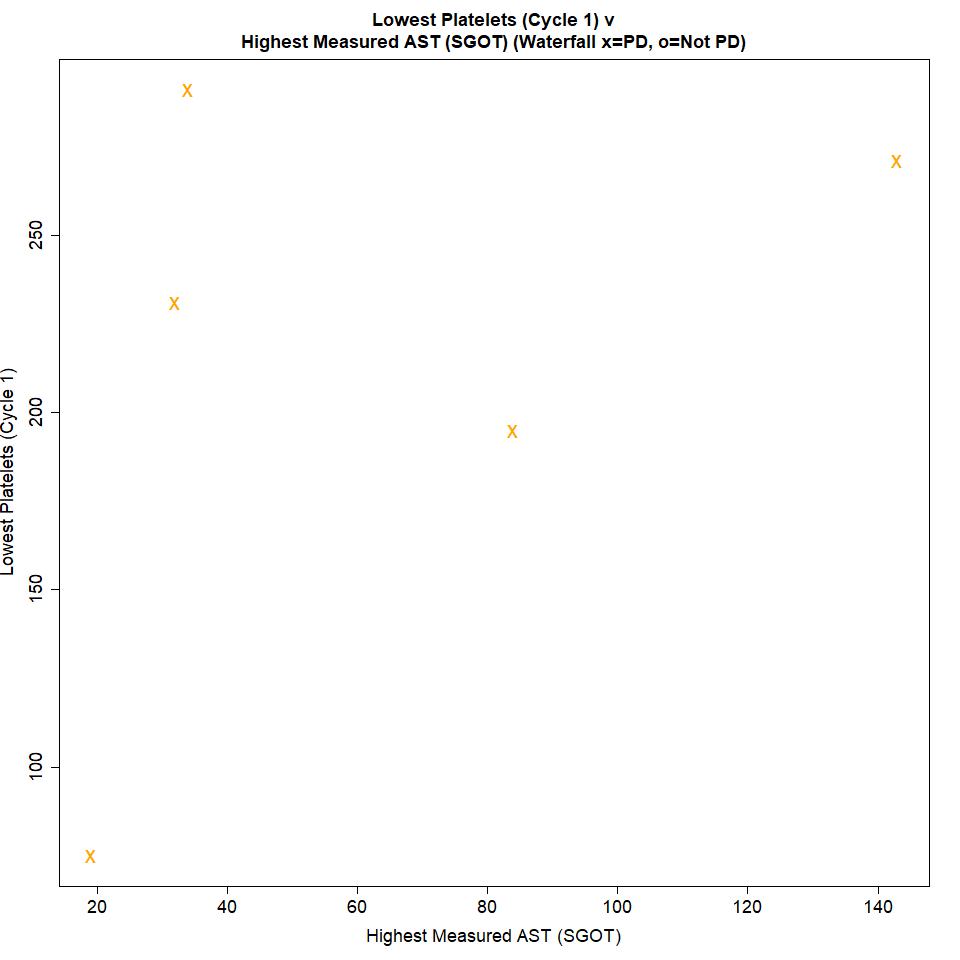 Lowest Platelets (Cycle 1) v
Highest Measured AST (SGOT) (Waterfall x=PD, o=Not PD)
X
X
250
X
Lowest Platelets (Cycle 1)
200
X
150
100
X
20 40 60 80 100 120 140
Highest Measured AST (SGOT)